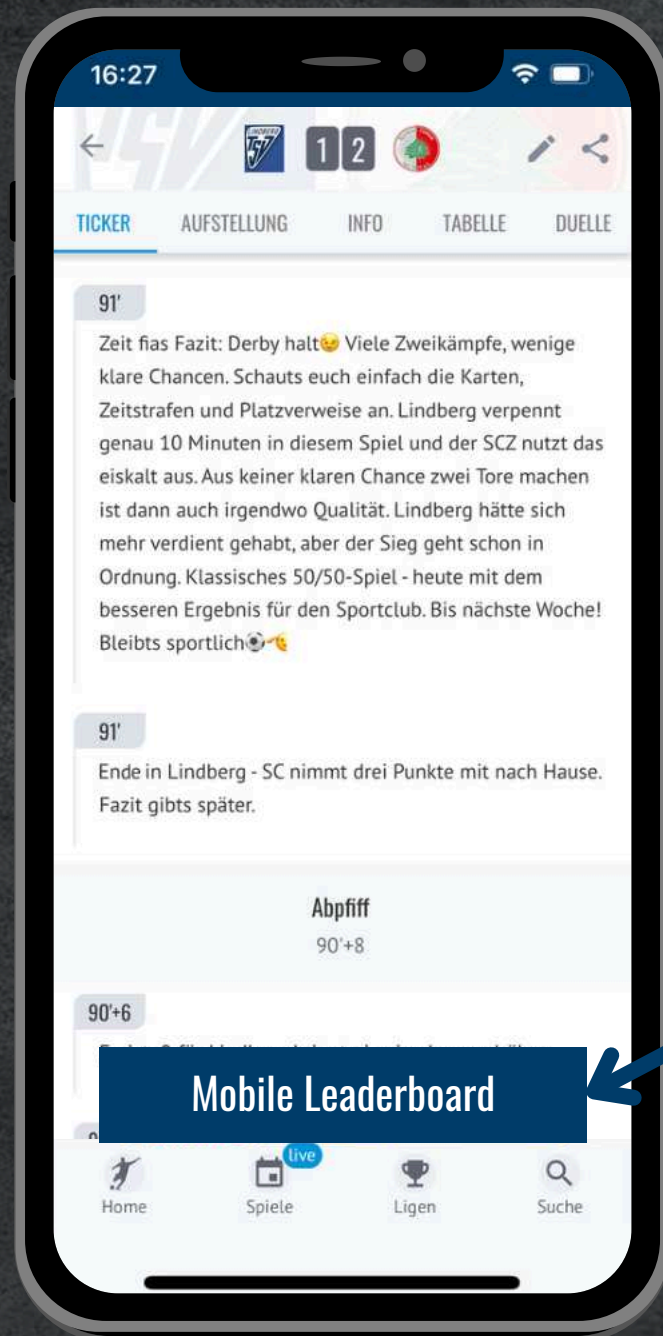 16:27
LINDBERG
1 2
TICKER AUFSTELLUNG INFO TABELLE DUELLE
91'
Zeit fias Fazit: Derby halt😉 Viele Zweikämpfe, wenige
klare Chancen. Schauts euch einfach die Karten,
Zeitstrafen und Platzverweise an. Lindberg verpennt
genau 10 Minuten in diesem Spiel und der SCZ nutzt das
eiskalt aus. Aus keiner klaren Chance zwei Tore machen
ist dann auch irgendwo Qualität. Lindberg hätte sich
mehr verdient gehabt, aber der Sieg geht schon in
Ordnung. Klassisches 50/50-Spiel - heute mit dem
besseren Ergebnis für den Sportclub. Bis nächste Woche!
Bleibts sportlich⚽🤏
91'
Ende in Lindberg - SC nimmt drei Punkte mit nach Hause.
Fazit gibts später.
Abpfiff
90'+8
90'+6
Mobile Leaderboard
live
Home Spiele Ligen Suche